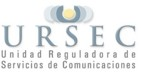 URSEC
Unidad Reguladora de
Servicios de Comunicaciones